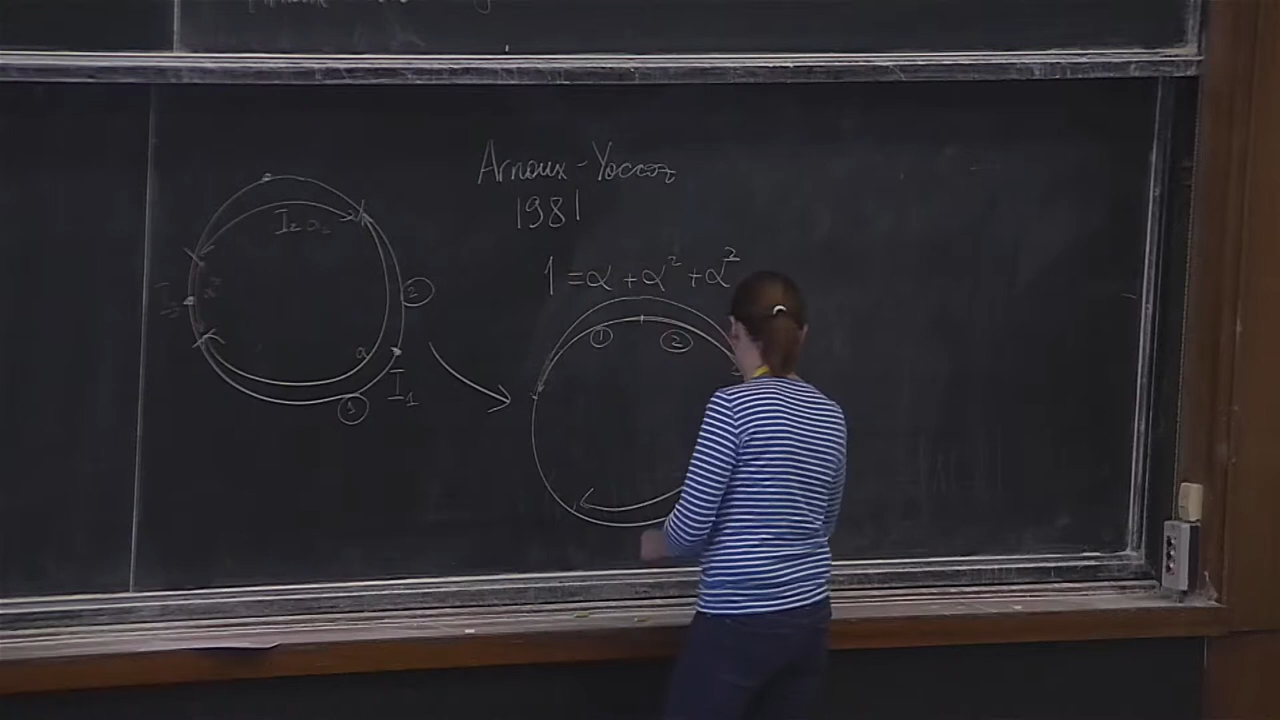 Arnoux-Yoccoz
1981
1 = α + α² + α³
I₂ α₂
②
α
I₁
①
① ②